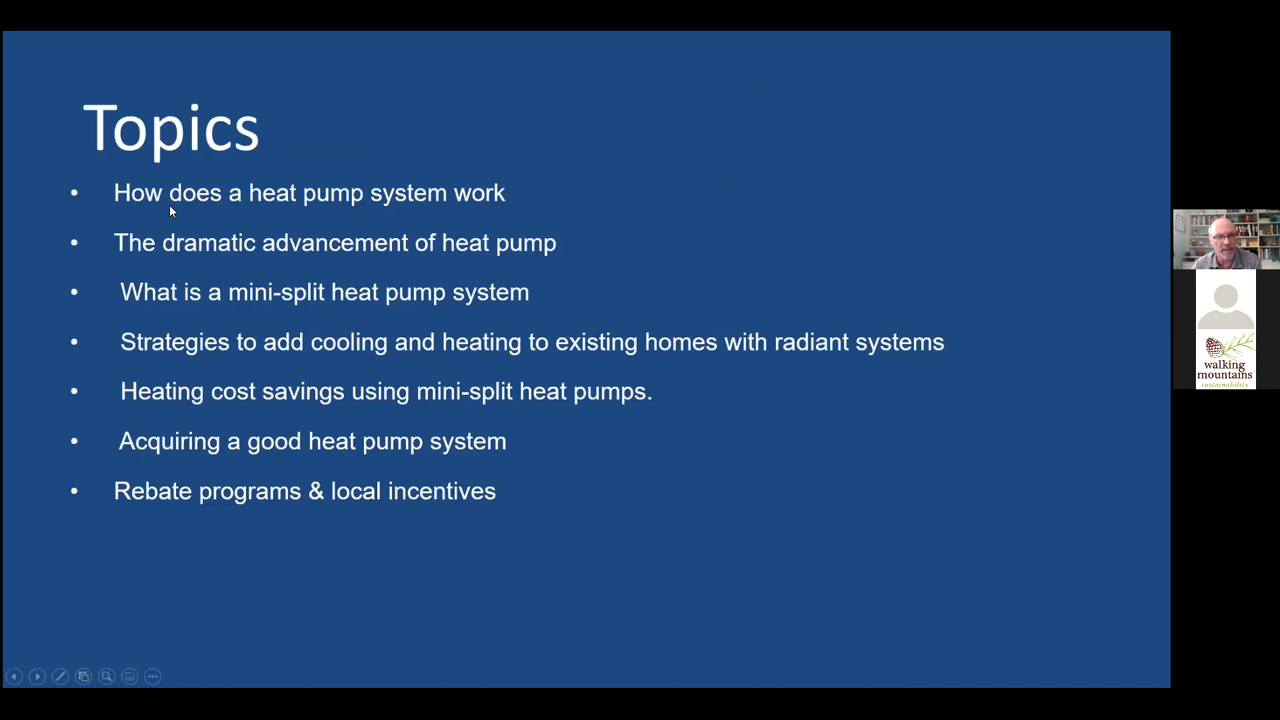 Topics
• How does a heat pump system work
• The dramatic advancement of heat pump
• What is a mini-split heat pump system
• Strategies to add cooling and heating to existing homes with radiant systems
• Heating cost savings using mini-split heat pumps.
• Acquiring a good heat pump system
• Rebate programs & local incentives
walking
mountains
sustainability